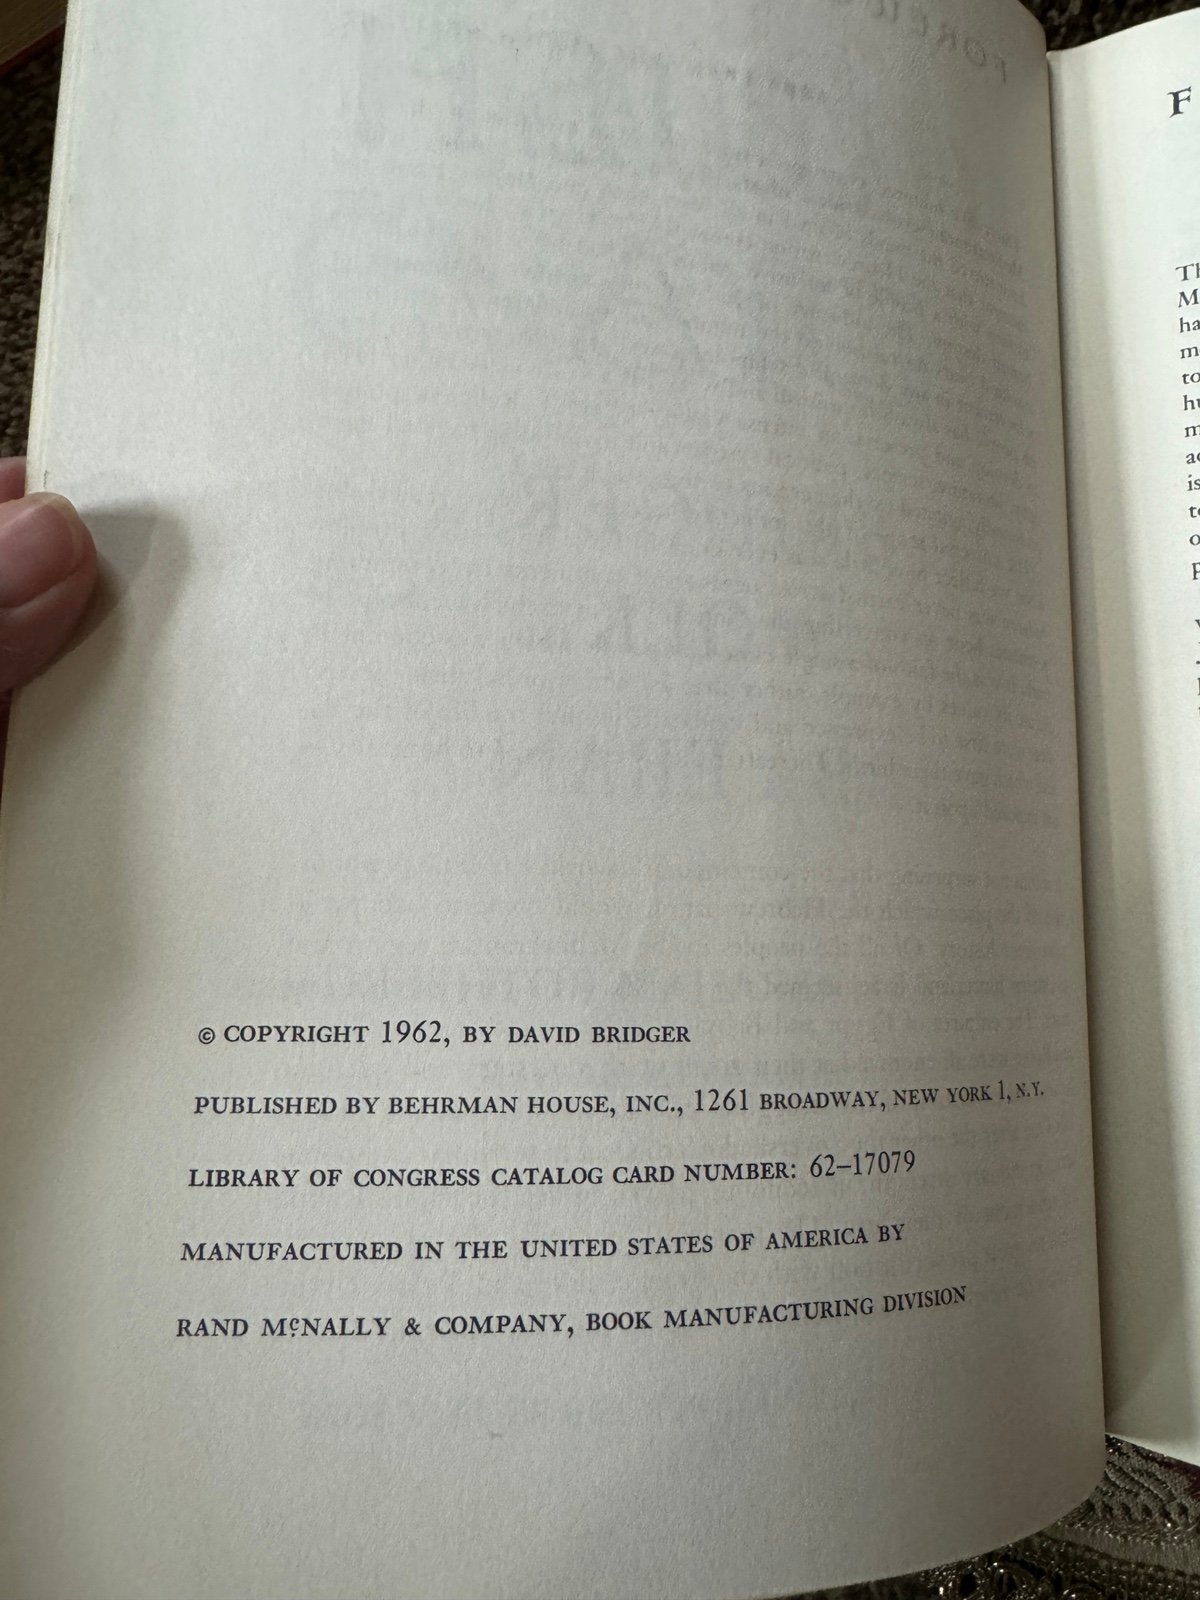 © COPYRIGHT 1962, BY DAVID BRIDGER
PUBLISHED BY BEHRMAN HOUSE, INC., 1261 BROADWAY, NEW YORK 1, N.Y.
LIBRARY OF CONGRESS CATALOG CARD NUMBER: 62–17079
MANUFACTURED IN THE UNITED STATES OF AMERICA BY
RAND MᶜNALLY & COMPANY, BOOK MANUFACTURING DIVISION
F